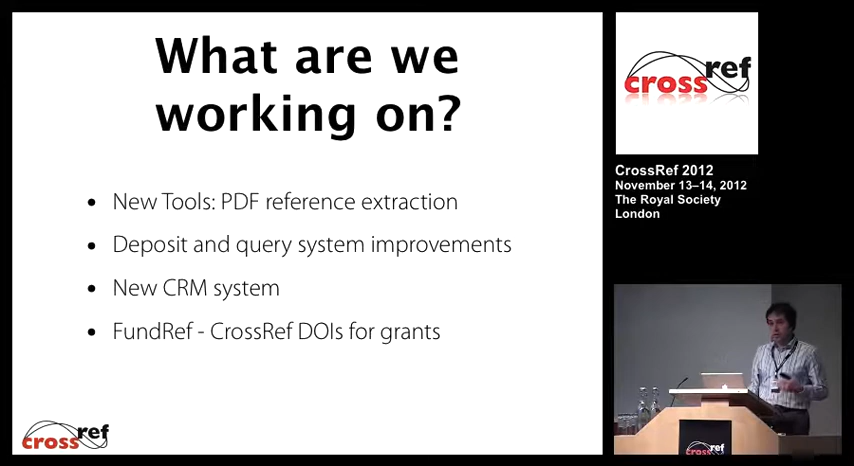 What are we
working on?
• New Tools: PDF reference extraction
• Deposit and query system improvements
• New CRM system
• FundRef - CrossRef DOIs for grants
crossref
crossref
CrossRef 2012
November 13–14, 2012
The Royal Society
London
crossref